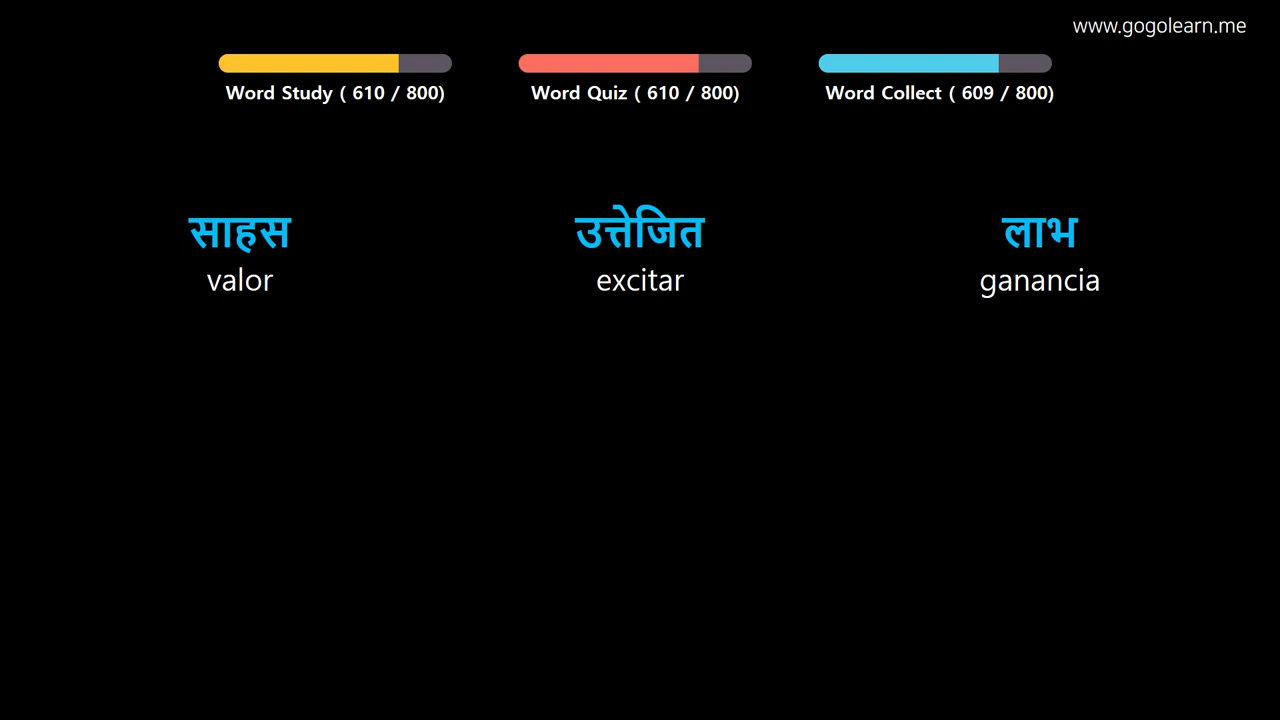 www.gogolearn.me
Word Study ( 610 / 800)
Word Quiz ( 610 / 800)
Word Collect ( 609 / 800)
साहस
valor
उत्तेजित
excitar
लाभ
ganancia